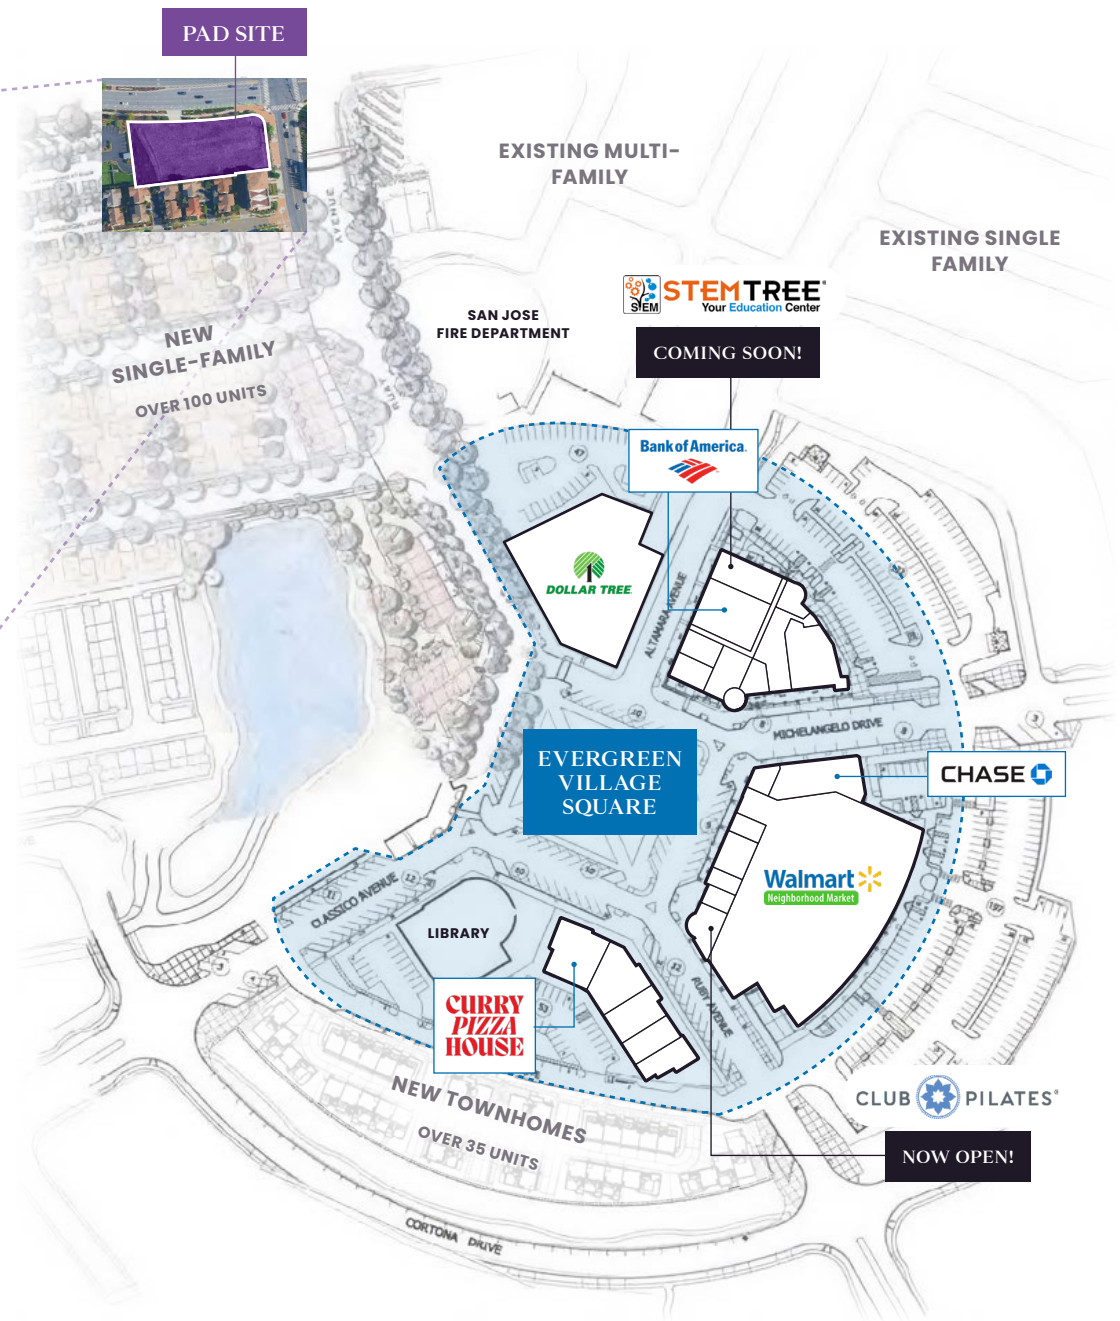 PAD SITE
EXISTING MULTI-
FAMILY
EXISTING SINGLE
FAMILY
AVENUE
RUBY
NEW
SINGLE-FAMILY
OVER 100 UNITS
SAN JOSE
FIRE DEPARTMENT
STEM
STEMTREE
Your Education Center
COMING SOON!
Bank of America
DOLLAR TREE
ALTAMARA AVENUE
MICHELANGELO DRIVE
EVERGREEN
VILLAGE
SQUARE
CHASE
Walmart
Neighborhood Market
CLASSICO AVENUE
LIBRARY
CURRY
PIZZA
HOUSE
RUBY AVENUE
NEW TOWNHOMES
OVER 35 UNITS
CLUB PILATES
NOW OPEN!
CORTONA DRIVE